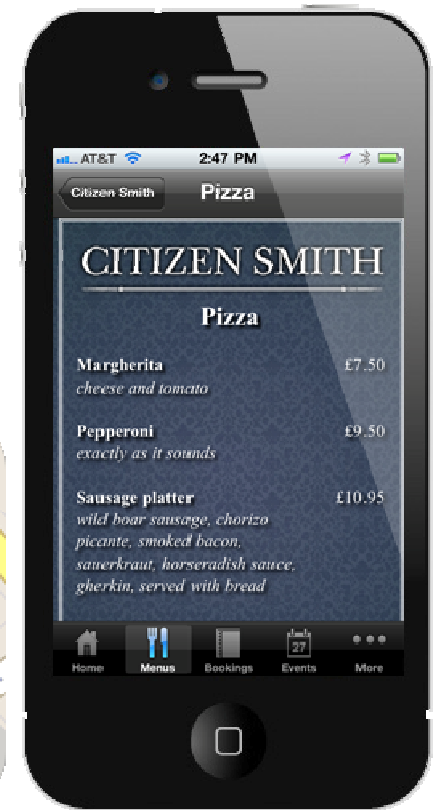 AT&T 2:47 PM
Citizen Smith Pizza
CITIZEN SMITH
Pizza
Margherita £7.50
cheese and tomato
Pepperoni £9.50
exactly as it sounds
Sausage platter £10.95
wild boar sausage, chorizo
picante, smoked bacon,
sauerkraut, horseradish sauce,
gherkin, served with bread
27
Home Menus Bookings Events More